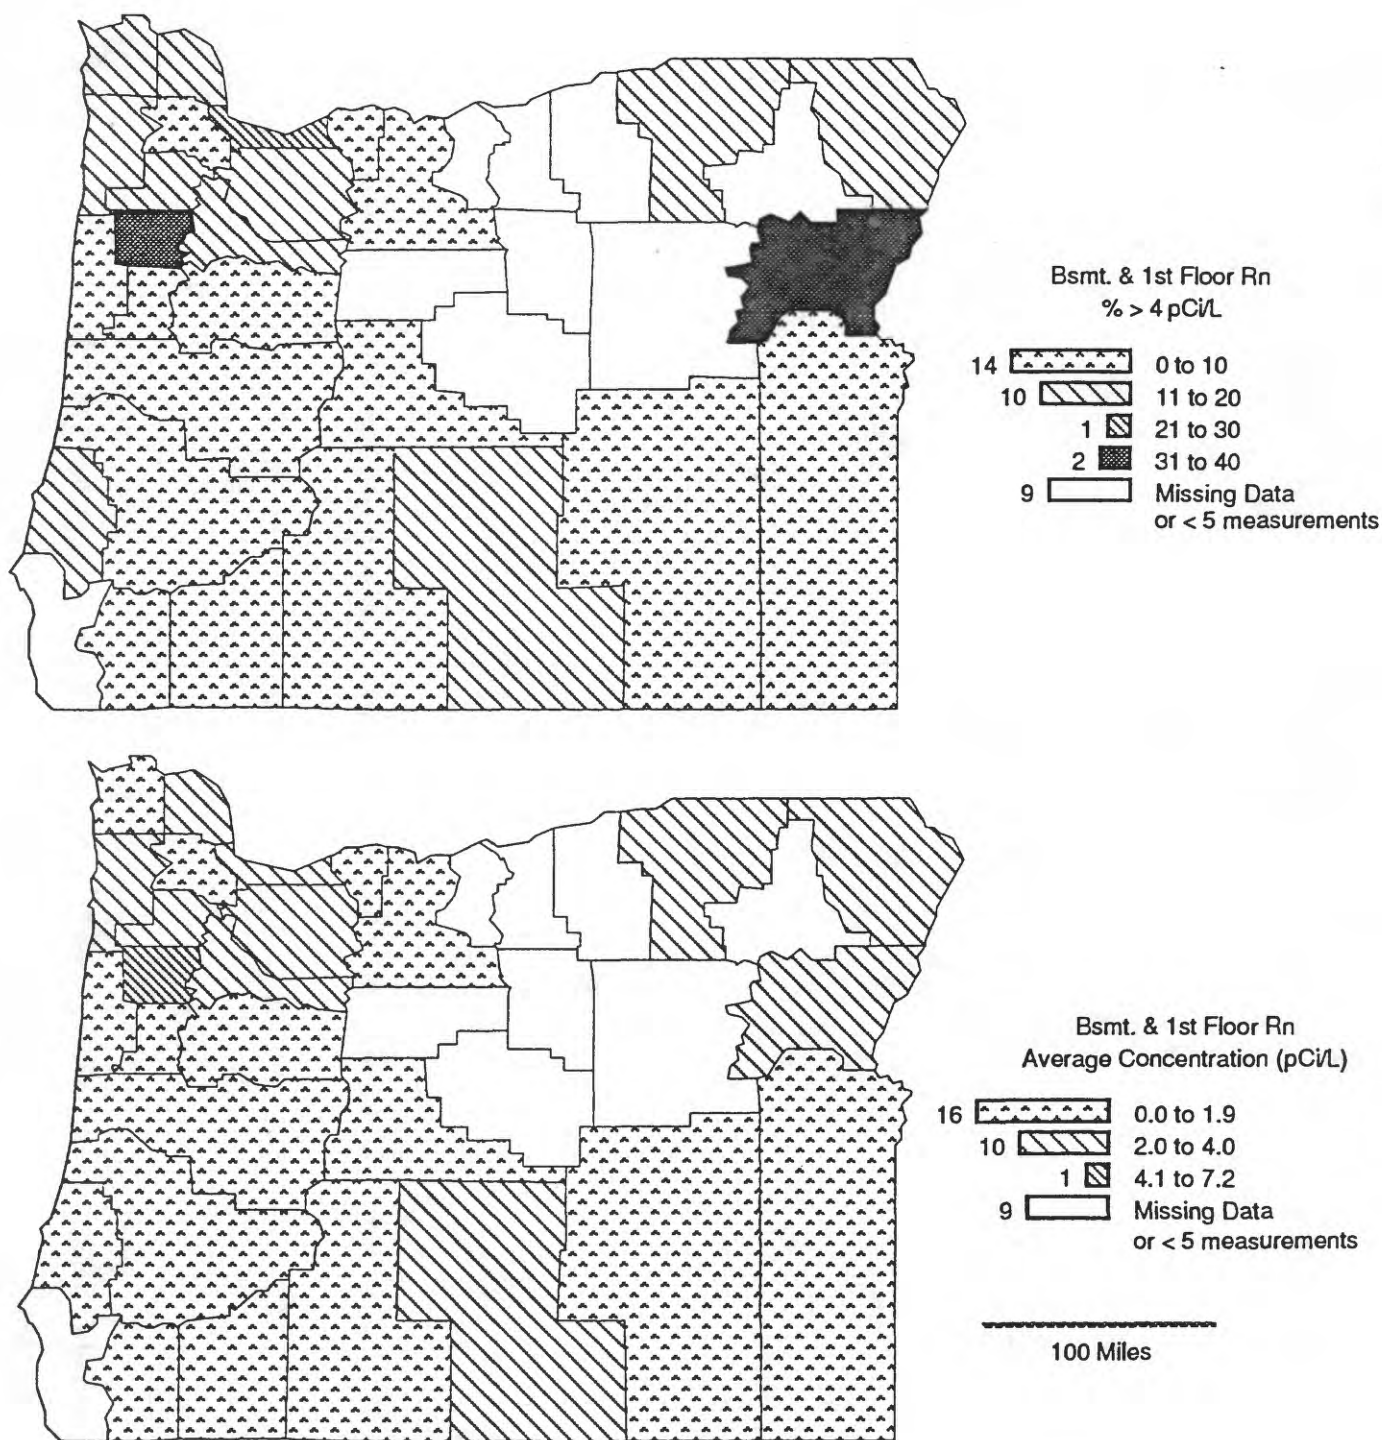 Bsmt. & 1st Floor Rn
% > 4 pCi/L
14 0 to 10
10 11 to 20
1 21 to 30
2 31 to 40
9 Missing Data
or < 5 measurements
Bsmt. & 1st Floor Rn
Average Concentration (pCi/L)
16 0.0 to 1.9
10 2.0 to 4.0
1 4.1 to 7.2
9 Missing Data
or < 5 measurements
100 Miles